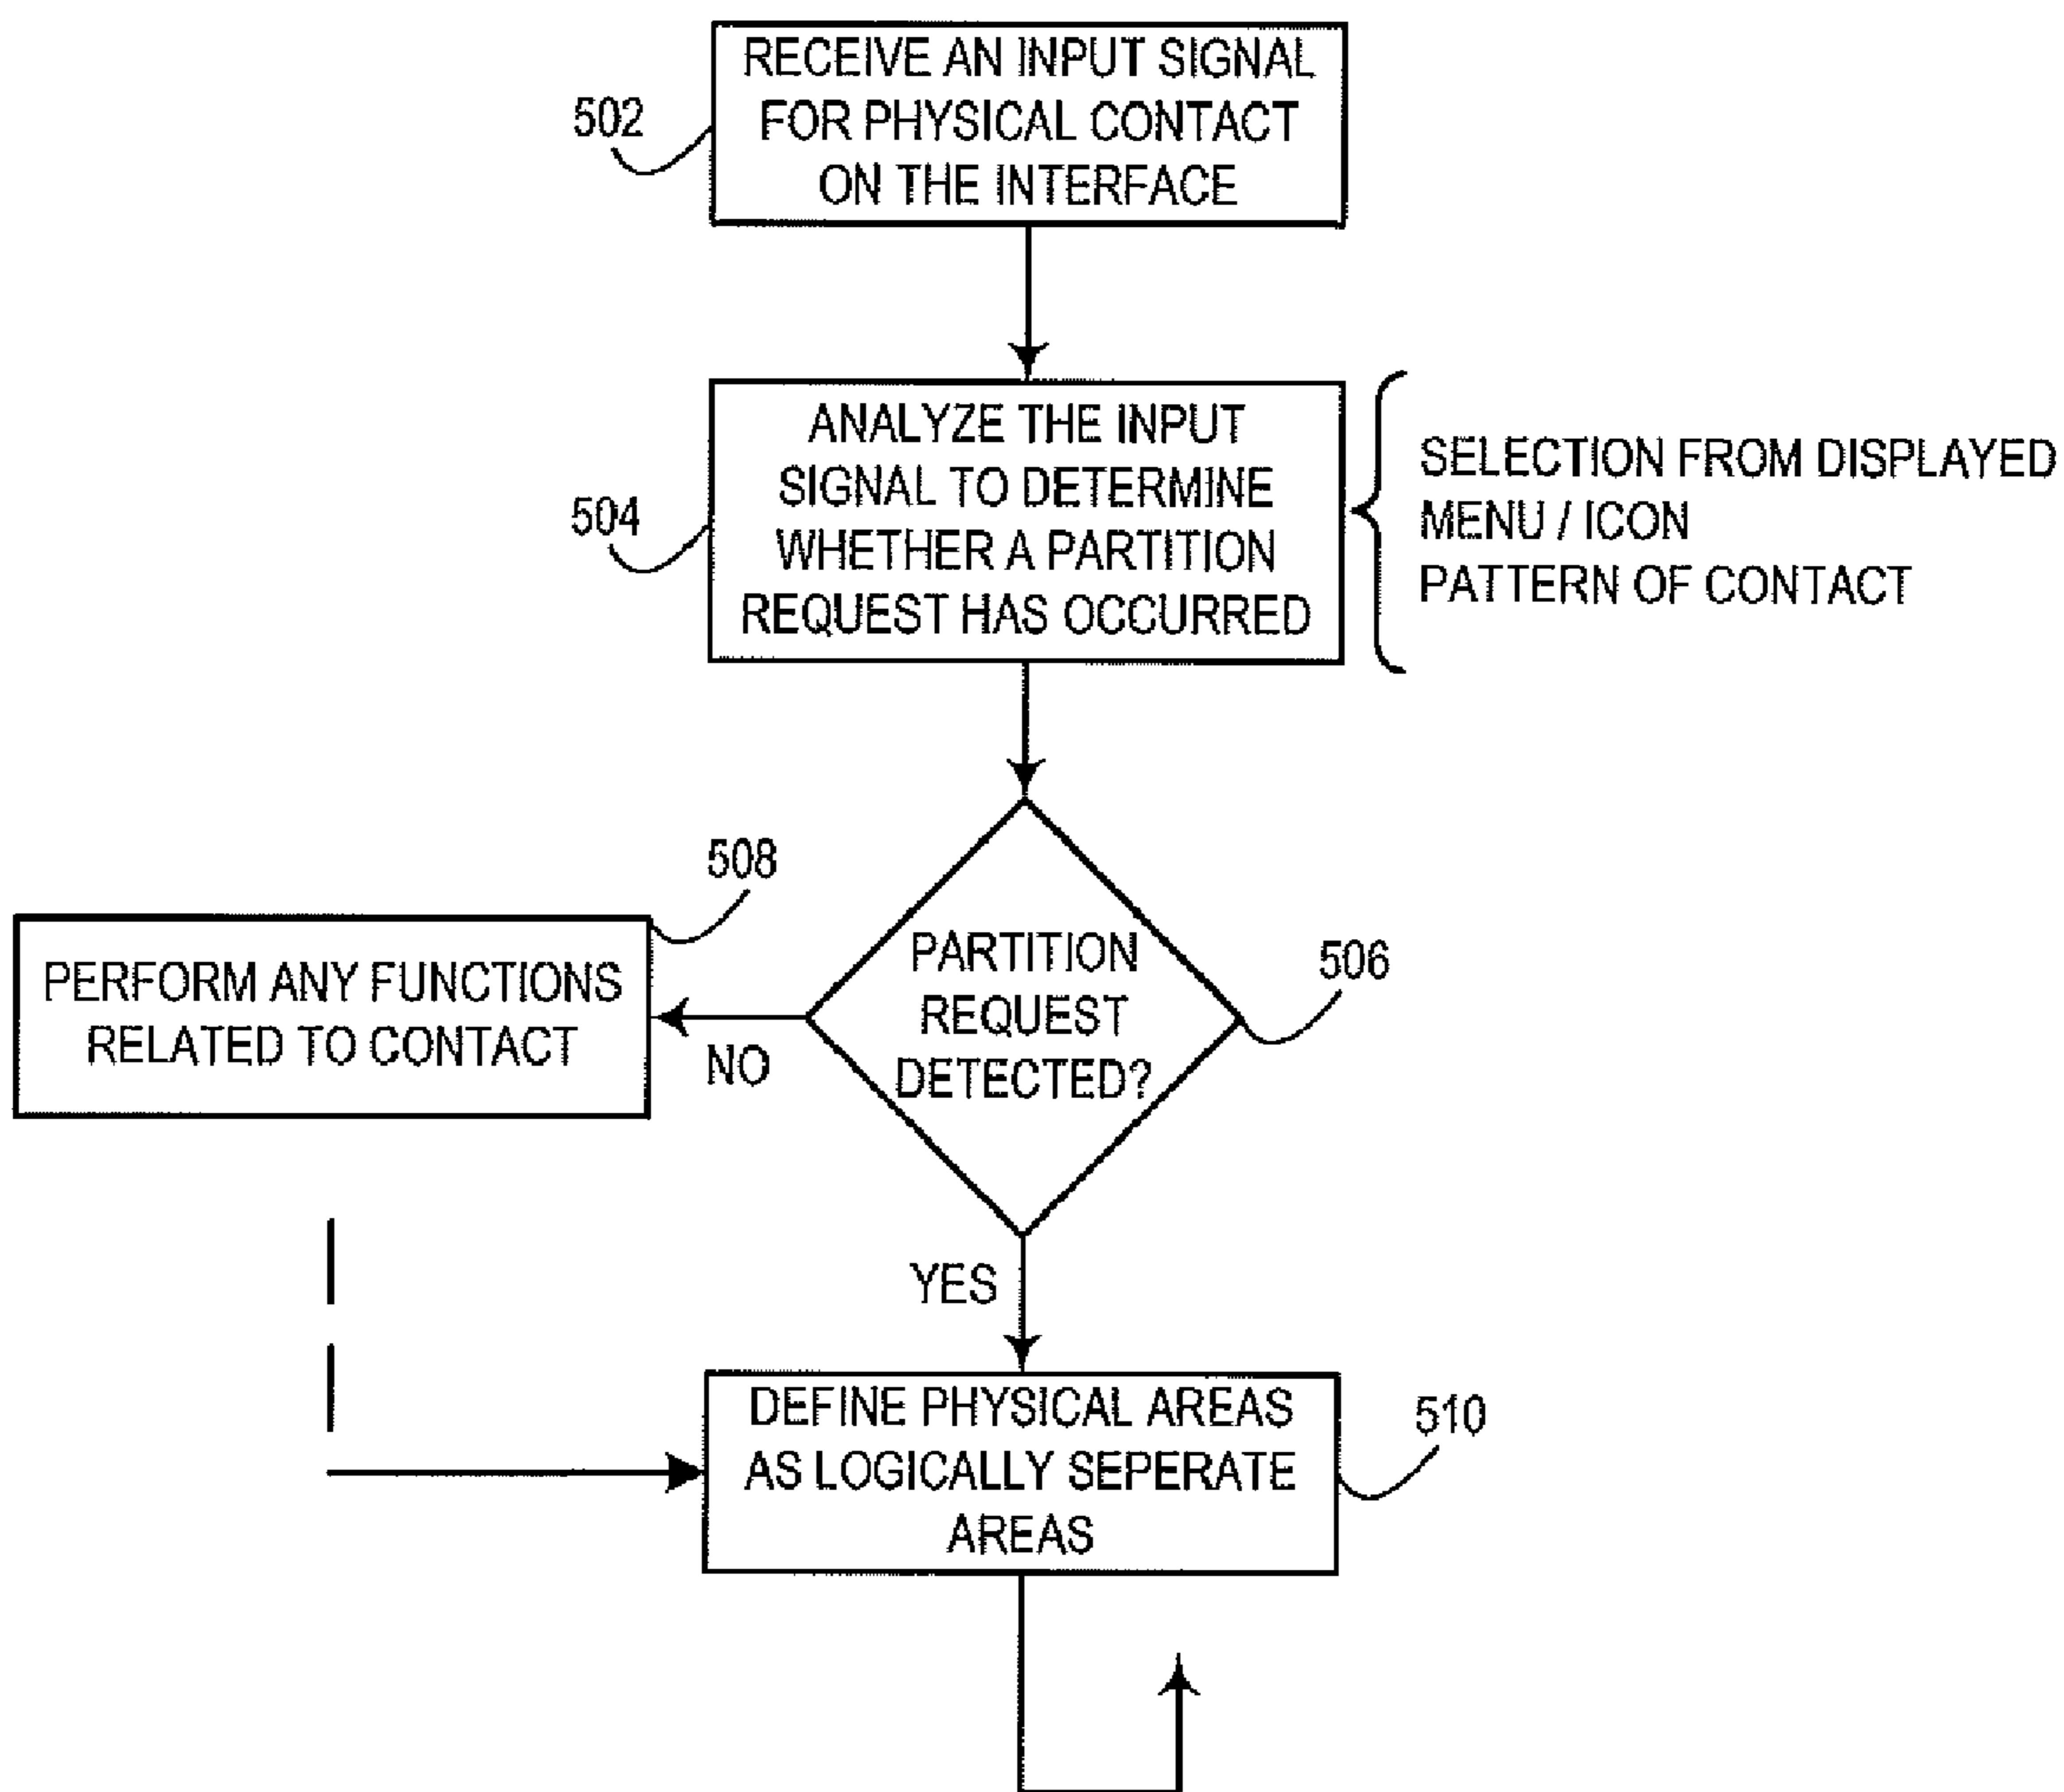 RECEIVE AN INPUT SIGNAL
FOR PHYSICAL CONTACT
ON THE INTERFACE
502
ANALYZE THE INPUT
SIGNAL TO DETERMINE
WHETHER A PARTITION
REQUEST HAS OCCURRED
504
SELECTION FROM DISPLAYED
MENU / ICON
PATTERN OF CONTACT
508
PERFORM ANY FUNCTIONS
RELATED TO CONTACT
NO
PARTITION
REQUEST
DETECTED?
506
YES
DEFINE PHYSICAL AREAS
AS LOGICALLY SEPERATE
AREAS
510